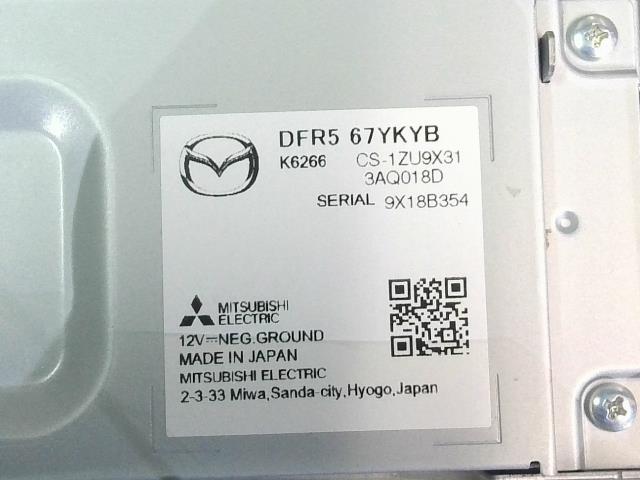 DFR5 67YKYB
K6266 CS-1ZU9X31
3AQ018D
SERIAL 9X18B354
MITSUBISHI
ELECTRIC
12V⎓NEG.GROUND
MADE IN JAPAN
MITSUBISHI ELECTRIC
2-3-33 Miwa,Sanda-city,Hyogo,Japan